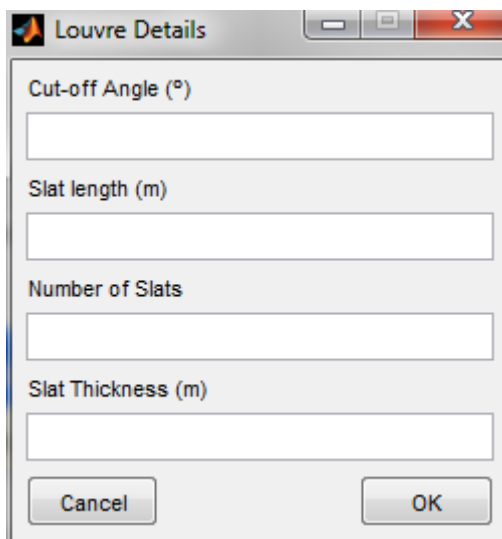 Louvre Details
Cut-off Angle (º)
Slat length (m)
Number of Slats
Slat Thickness (m)
Cancel OK